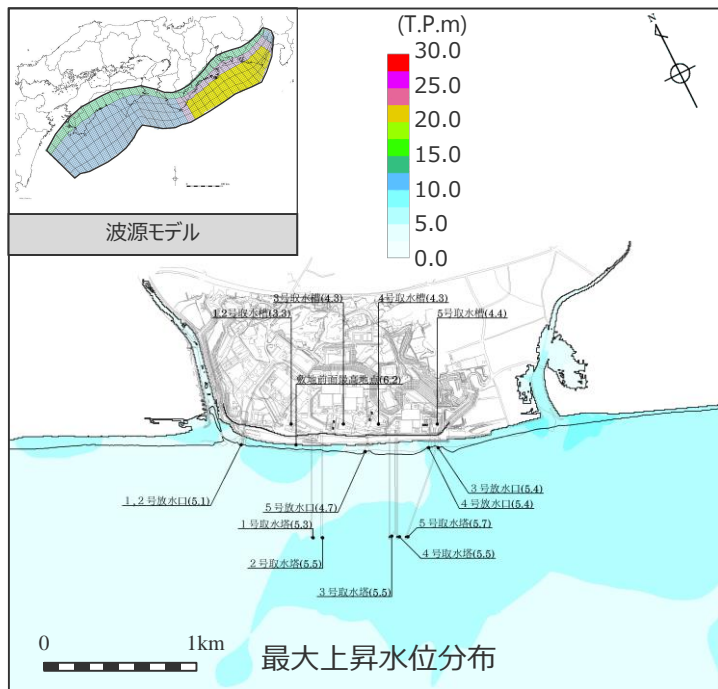 (T.P.m)
30.0
25.0
20.0
15.0
10.0
5.0
0.0
N
波源モデル
3号取水槽(4.3)
4号取水槽(4.3)
1,2号取水槽(3.3)
5号取水槽(4.4)
敷地前面最高地点(6.2)
1,2号放水口(5.1)
5号放水口(4.7)
3号放水口(5.4)
4号放水口(5.4)
1号取水塔(5.3)
5号取水塔(5.7)
2号取水塔(5.5)
4号取水塔(5.5)
3号取水塔(5.5)
0
1km
最大上昇水位分布